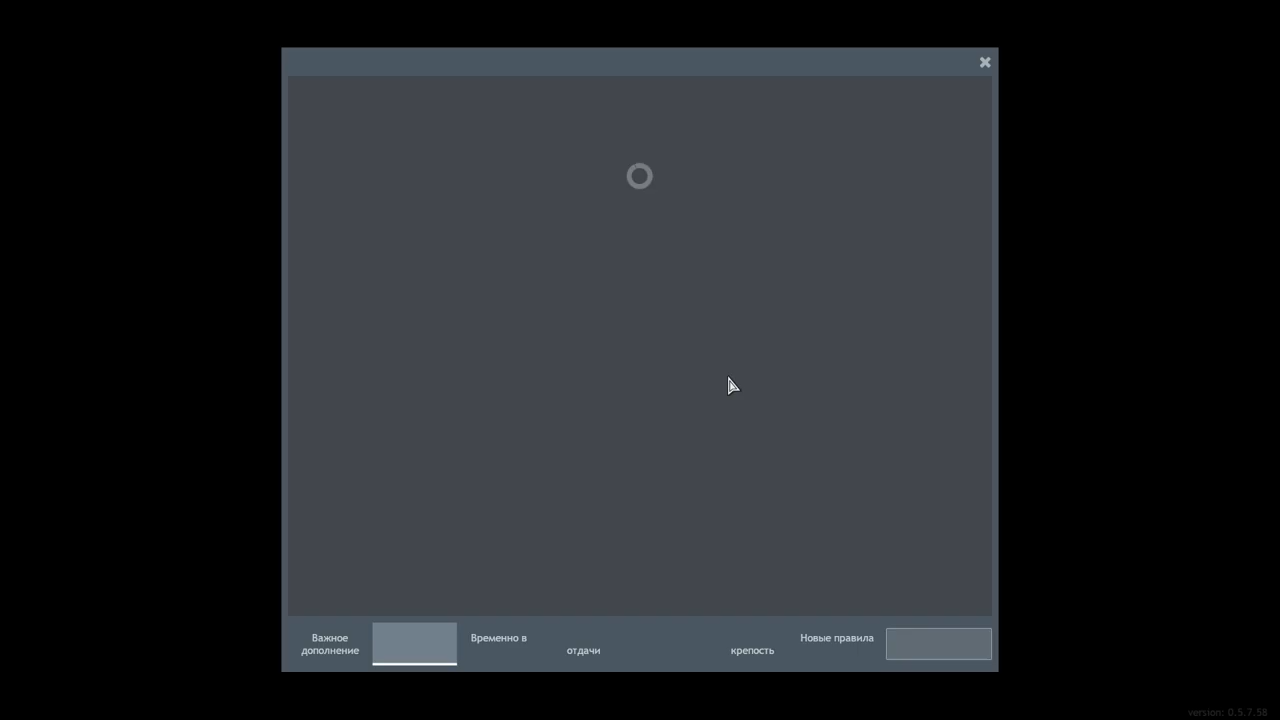 Важное
дополнение
Временно в
отдачи
крепость
Новые правила
version: 0.5.7.58